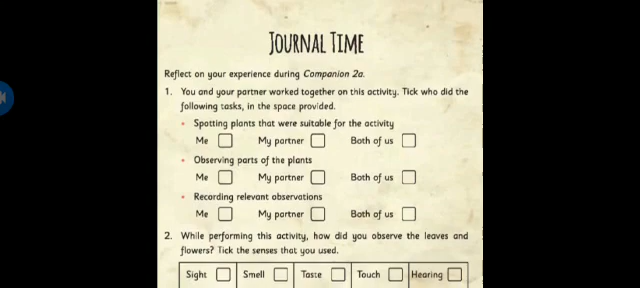 JOURNAL TIME
Reflect on your experience during Companion 2a.
1. You and your partner worked together on this activity. Tick who did the
following tasks, in the space provided.
• Spotting plants that were suitable for the activity
Me My partner Both of us
• Observing parts of the plants
Me My partner Both of us
• Recording relevant observations
Me My partner Both of us
2. While performing this activity, how did you observe the leaves and
flowers? Tick the senses that you used.
Sight Smell Taste Touch Hearing